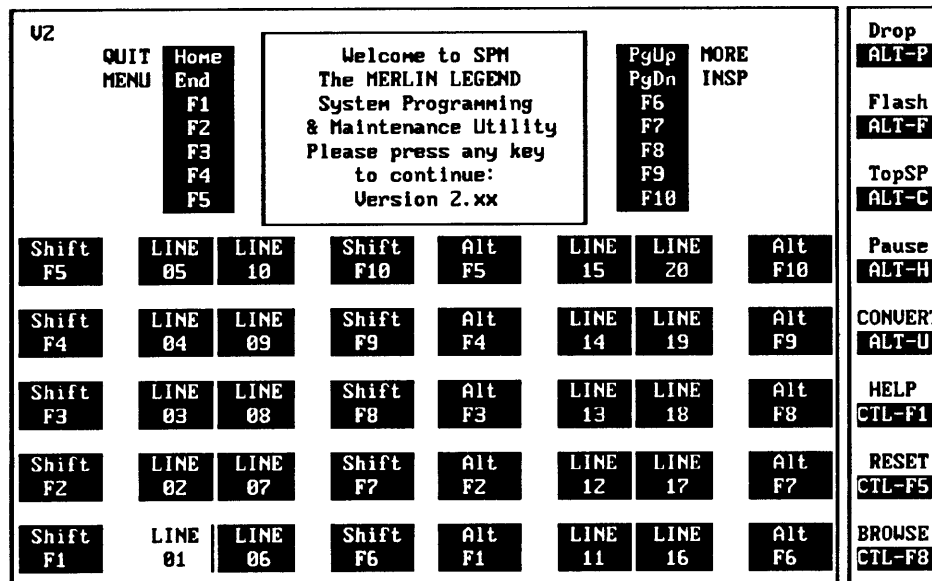 V2
QUIT Home Welcome to SPM PgUp MORE
MENU End The MERLIN LEGEND PgDn INSP
F1 System Programming F6
F2 & Maintenance Utility F7
F3 Please press any key F8
F4 to continue: F9
F5 Version 2.xx F10
Shift LINE LINE Shift Alt LINE LINE Alt
F5 05 10 F10 F5 15 20 F10
Shift LINE LINE Shift Alt LINE LINE Alt
F4 04 09 F9 F4 14 19 F9
Shift LINE LINE Shift Alt LINE LINE Alt
F3 03 08 F8 F3 13 18 F8
Shift LINE LINE Shift Alt LINE LINE Alt
F2 02 07 F7 F2 12 17 F7
Shift LINE LINE Shift Alt LINE LINE Alt
F1 01 06 F6 F1 11 16 F6
Drop
ALT-P
Flash
ALT-F
TopSP
ALT-C
Pause
ALT-H
CONVERT
ALT-U
HELP
CTL-F1
RESET
CTL-F5
BROWSE
CTL-F8